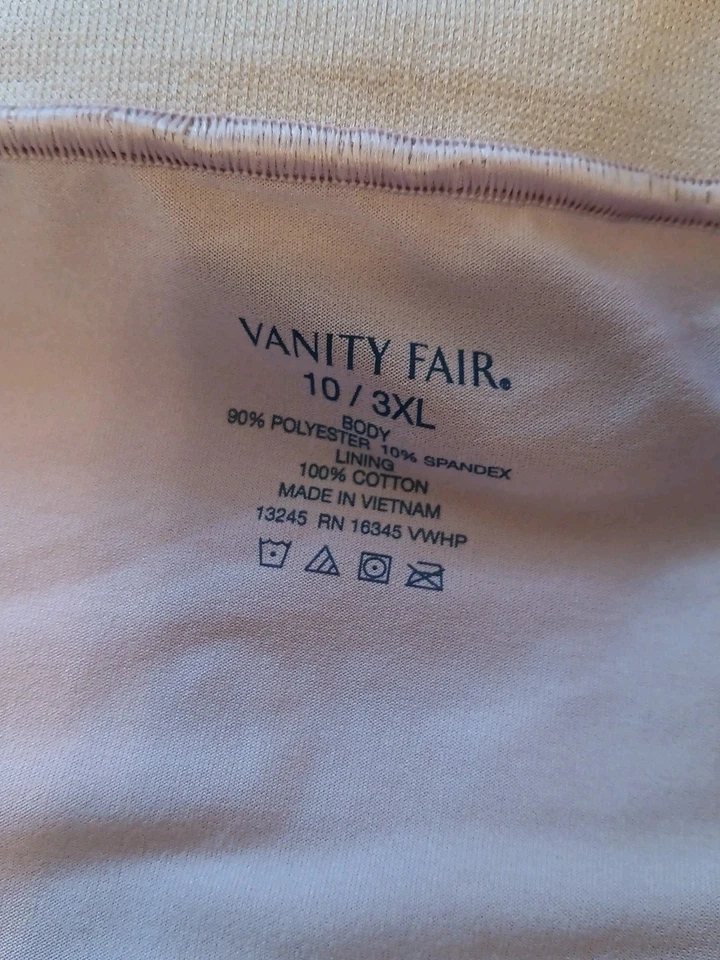 VANITY FAIR®
10 / 3XL
BODY
90% POLYESTER 10% SPANDEX
LINING
100% COTTON
MADE IN VIETNAM
13245 RN 16345 VWHP